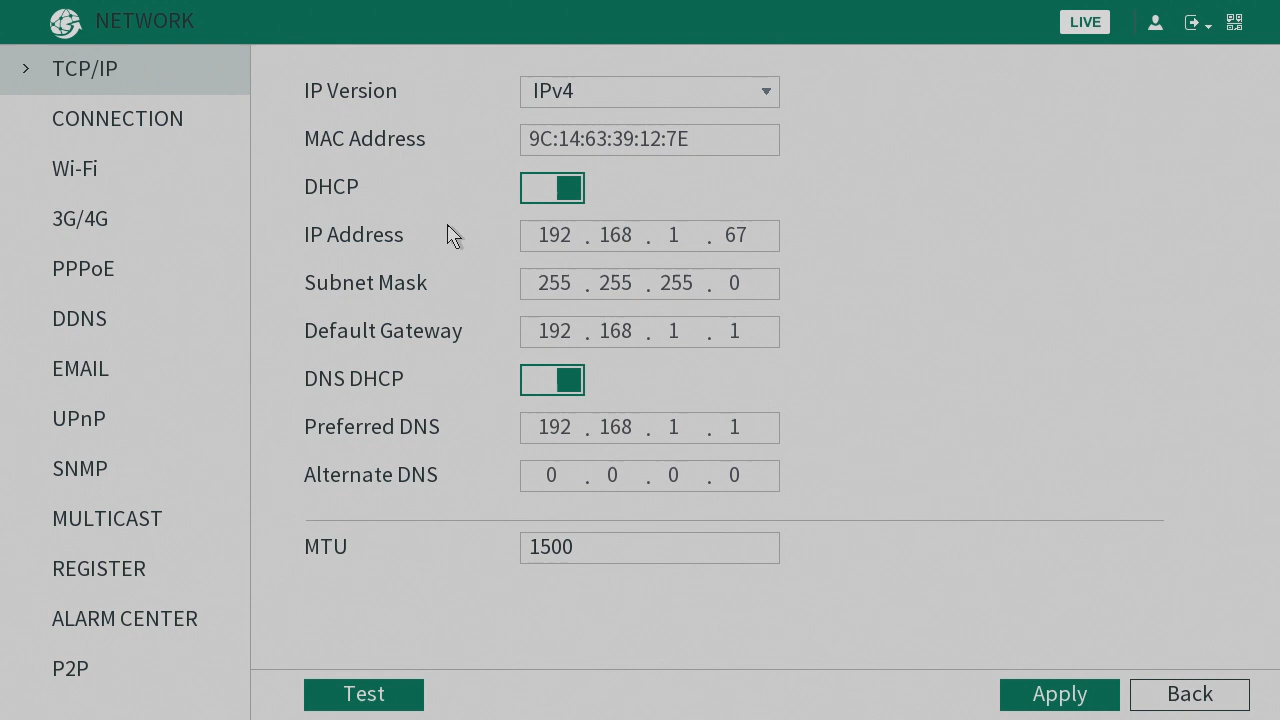 NETWORK
LIVE
TCP/IP
CONNECTION
Wi-Fi
3G/4G
PPPoE
DDNS
EMAIL
UPnP
SNMP
MULTICAST
REGISTER
ALARM CENTER
P2P
IP Version IPv4
MAC Address 9C:14:63:39:12:7E
DHCP
IP Address 192 . 168 . 1 . 67
Subnet Mask 255 . 255 . 255 . 0
Default Gateway 192 . 168 . 1 . 1
DNS DHCP
Preferred DNS 192 . 168 . 1 . 1
Alternate DNS 0 . 0 . 0 . 0
MTU 1500
Test Apply Back